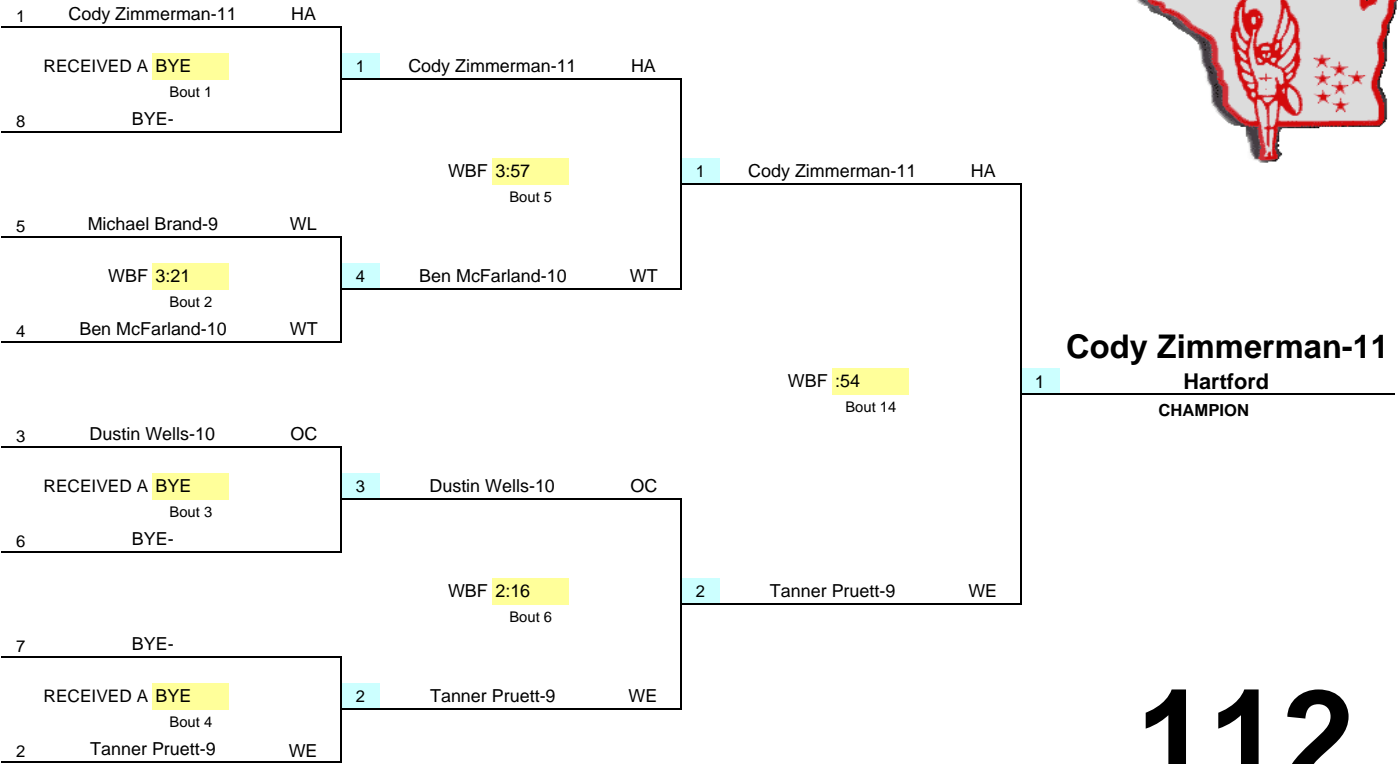 1 Cody Zimmerman-11 HA
RECEIVED A BYE
Bout 1
8 BYE-
1 Cody Zimmerman-11 HA
WBF 3:57
Bout 5
5 Michael Brand-9 WL
WBF 3:21
Bout 2
4 Ben McFarland-10 WT
4 Ben McFarland-10 WT
1 Cody Zimmerman-11 HA
WBF :54
Bout 14
3 Dustin Wells-10 OC
RECEIVED A BYE
Bout 3
6 BYE-
3 Dustin Wells-10 OC
WBF 2:16
Bout 6
7 BYE-
RECEIVED A BYE
Bout 4
2 Tanner Pruett-9 WE
2 Tanner Pruett-9 WE
2 Tanner Pruett-9 WE
Cody Zimmerman-11
1 Hartford
CHAMPION
112